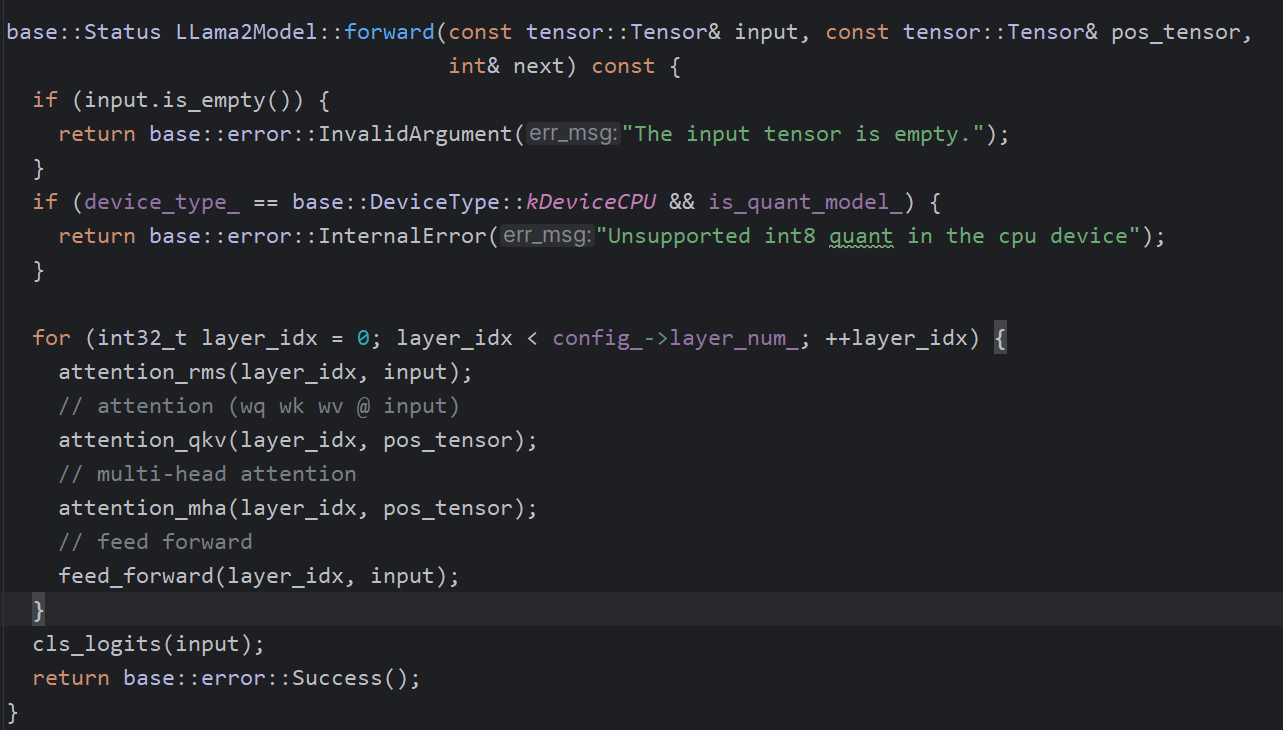 base::Status LLama2Model::forward(const tensor::Tensor& input, const tensor::Tensor& pos_tensor,
                                  int& next) const {
  if (input.is_empty()) {
    return base::error::InvalidArgument(err_msg:"The input tensor is empty.");
  }
  if (device_type_ == base::DeviceType::kDeviceCPU && is_quant_model_) {
    return base::error::InternalError(err_msg:"Unsupported int8 quant in the cpu device");
  }

  for (int32_t layer_idx = 0; layer_idx < config_->layer_num_; ++layer_idx) {
    attention_rms(layer_idx, input);
    // attention (wq wk wv @ input)
    attention_qkv(layer_idx, pos_tensor);
    // multi-head attention
    attention_mha(layer_idx, pos_tensor);
    // feed forward
    feed_forward(layer_idx, input);
  }
  cls_logits(input);
  return base::error::Success();
}